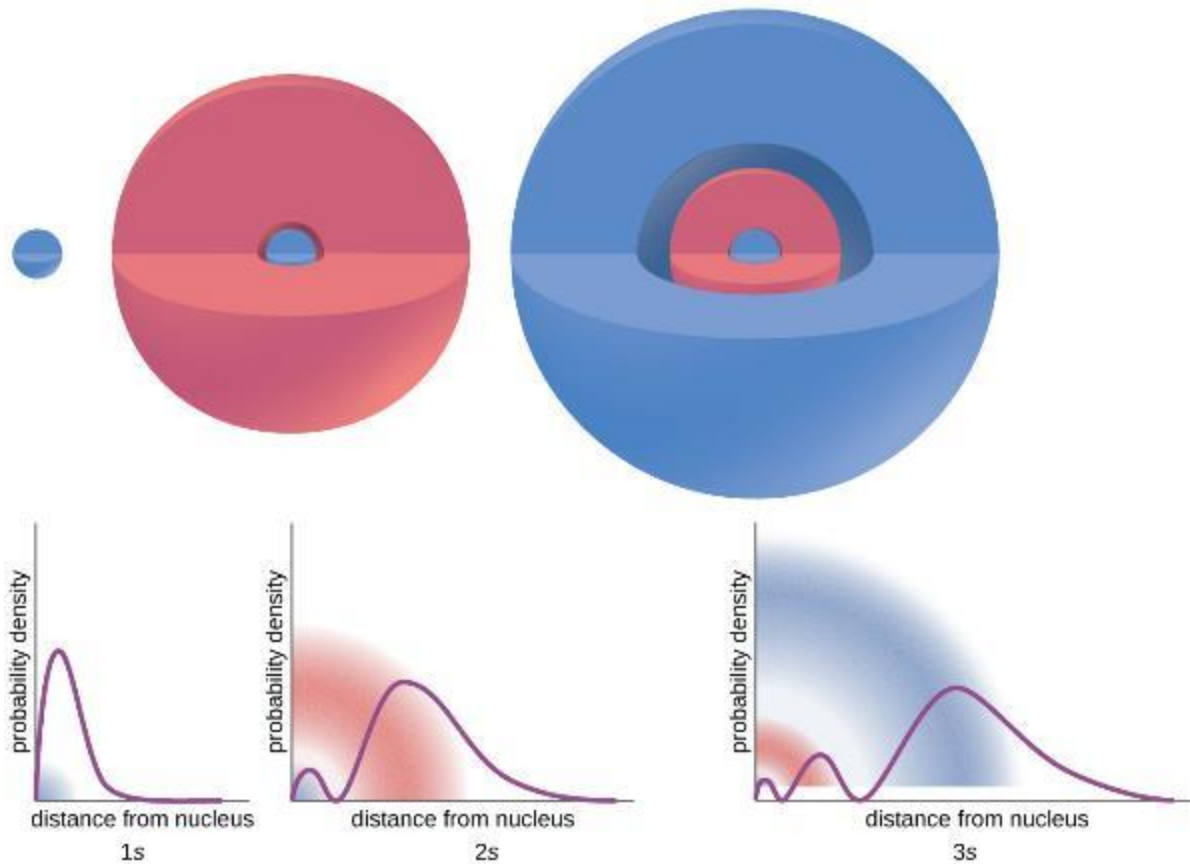 probability density
probability density
probability density
distance from nucleus
distance from nucleus
distance from nucleus
1s
2s
3s